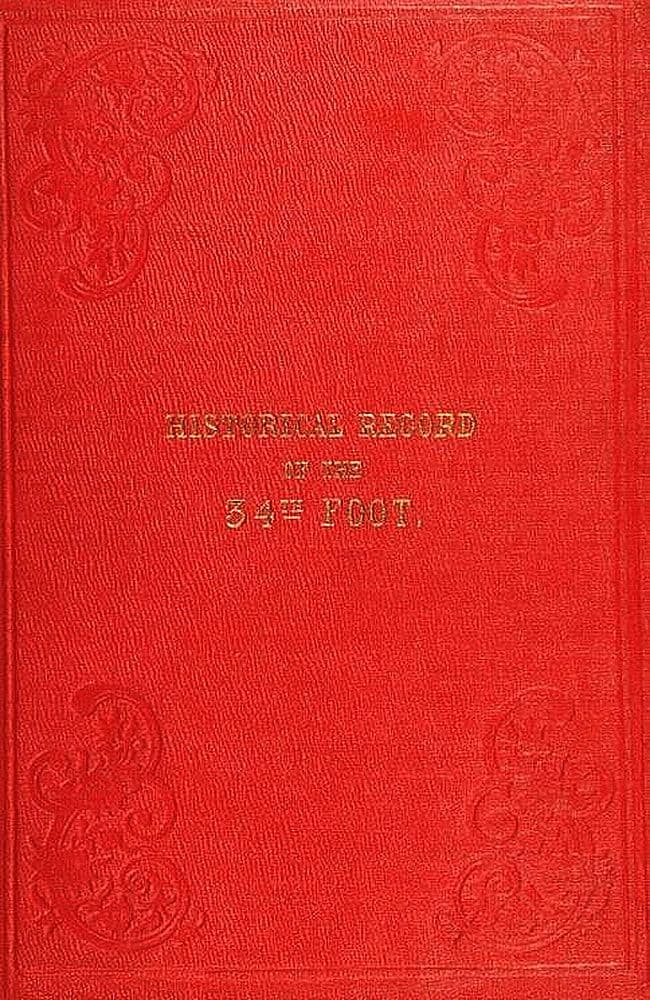 HISTORICAL RECORD
OF THE
34TH FOOT.